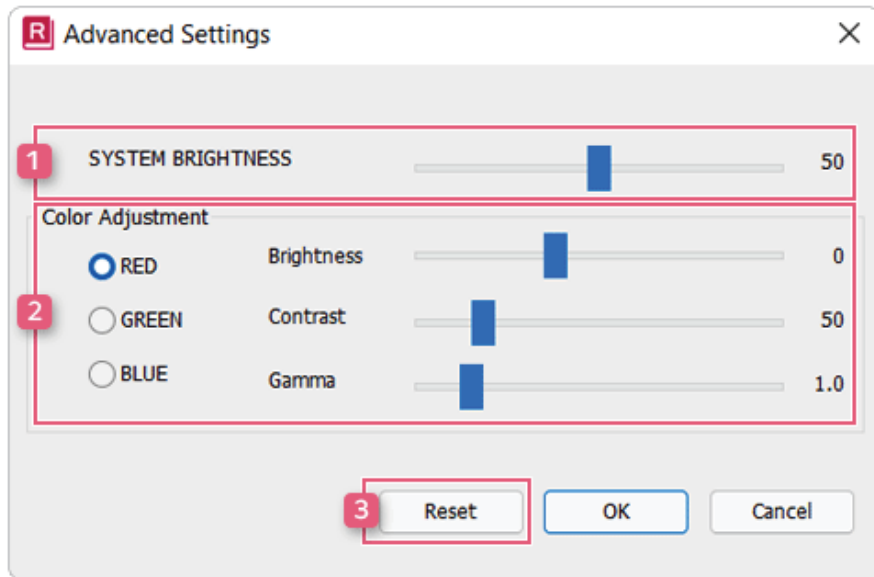 R Advanced Settings
1 SYSTEM BRIGHTNESS 50
Color Adjustment
2
RED Brightness 0
GREEN Contrast 50
BLUE Gamma 1.0
3 Reset OK Cancel